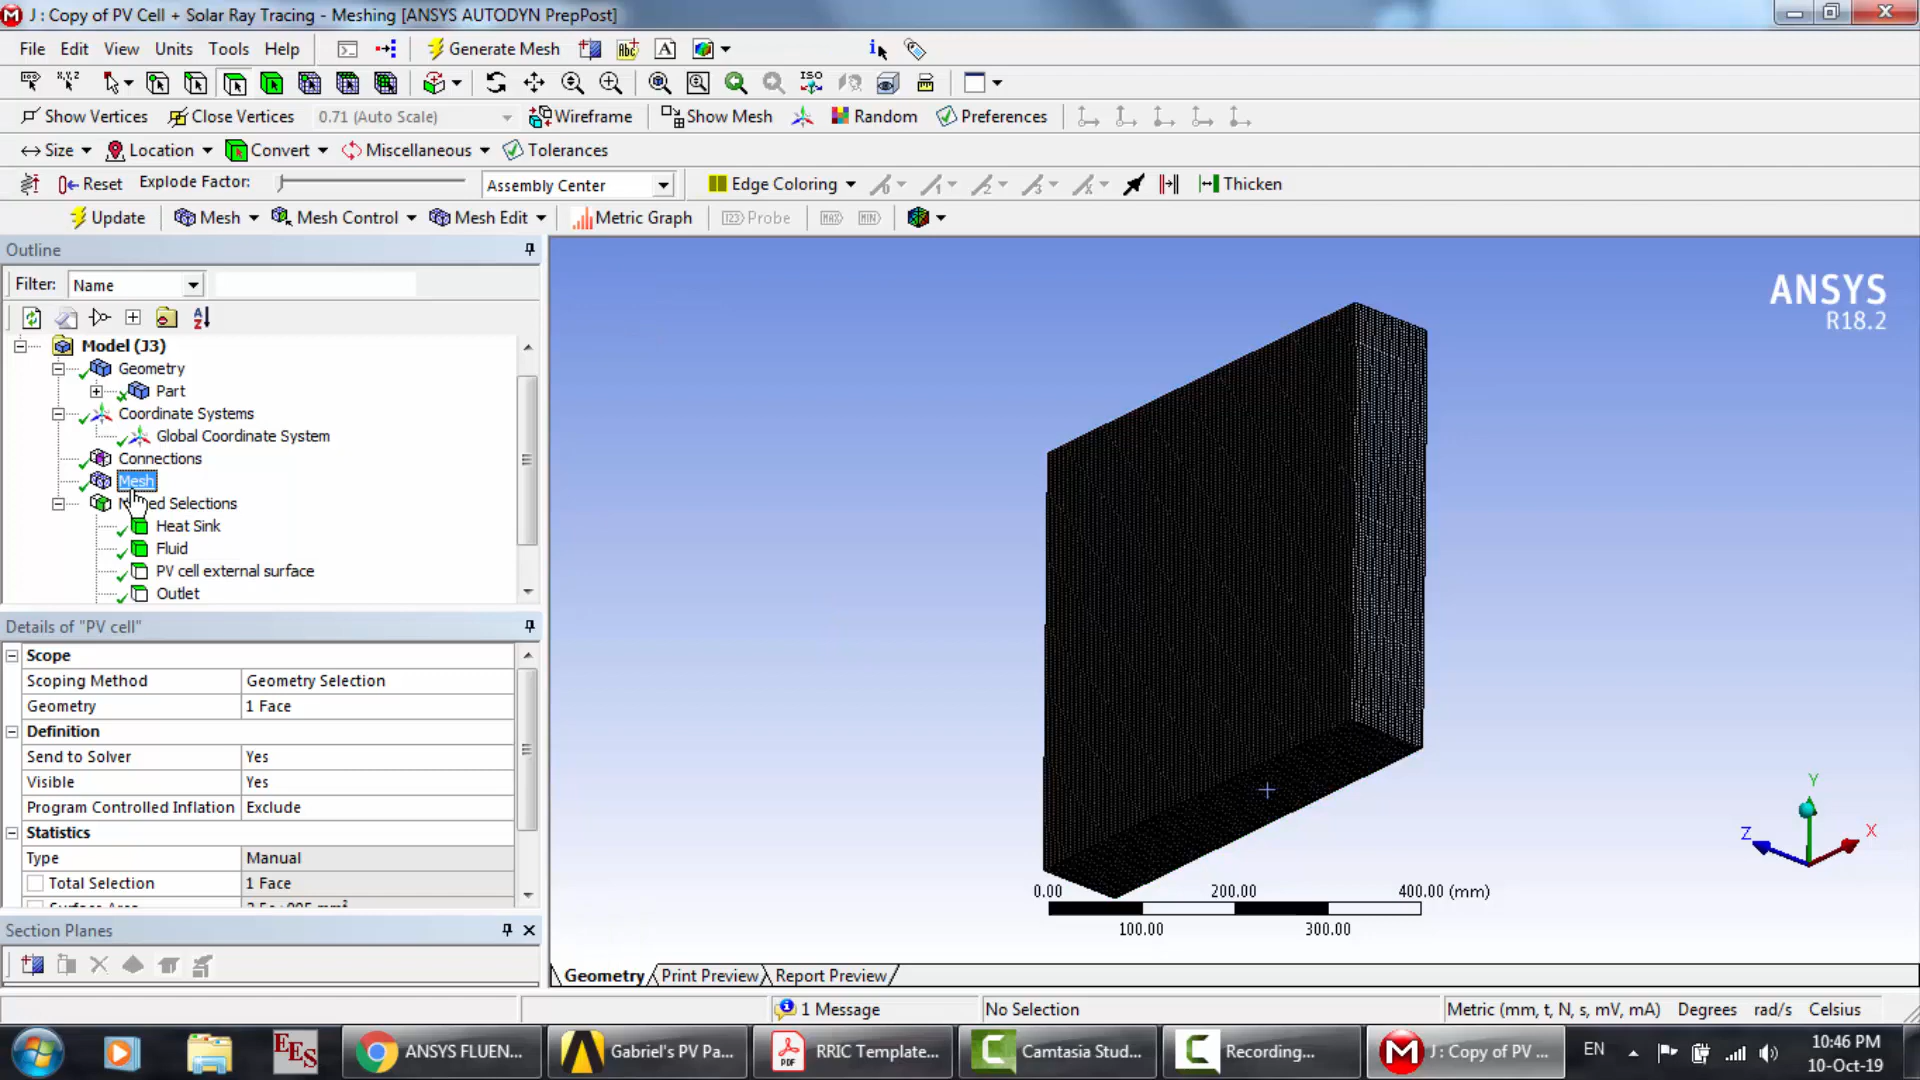 J : Copy of PV Cell + Solar Ray Tracing - Meshing [ANSYS AUTODYN PrepPost]
File Edit View Units Tools Help Generate Mesh
Show Vertices Close Vertices 0.71 (Auto Scale) Wireframe Show Mesh Random Preferences
Size Location Convert Miscellaneous Tolerances
Reset Explode Factor: Assembly Center Edge Coloring Thicken
Update Mesh Mesh Control Mesh Edit Metric Graph Probe MAX MIN
Outline
Filter: Name
Model (J3)
Geometry
Part
Coordinate Systems
Global Coordinate System
Connections
Mesh
Heat Sink
Fluid
PV cell external surface
Outlet
Details of "PV cell"
Scope
Scoping Method Geometry Selection
Geometry 1 Face
Definition
Send to Solver Yes
Visible Yes
Program Controlled Inflation Exclude
Statistics
Type Manual
Total Selection 1 Face
Section Planes
ANSYS
R18.2
Y
Z
X
0.00 200.00 400.00 (mm)
100.00 300.00
Geometry Print Preview Report Preview
1 Message No Selection Metric (mm, t, N, s, mV, mA) Degrees rad/s Celsius
EES ANSYS FLUEN... Gabriel's PV Pa... RRIC Template... Camtasia Stud... Recording... J : Copy of PV ... EN 10:46 PM
10-Oct-19